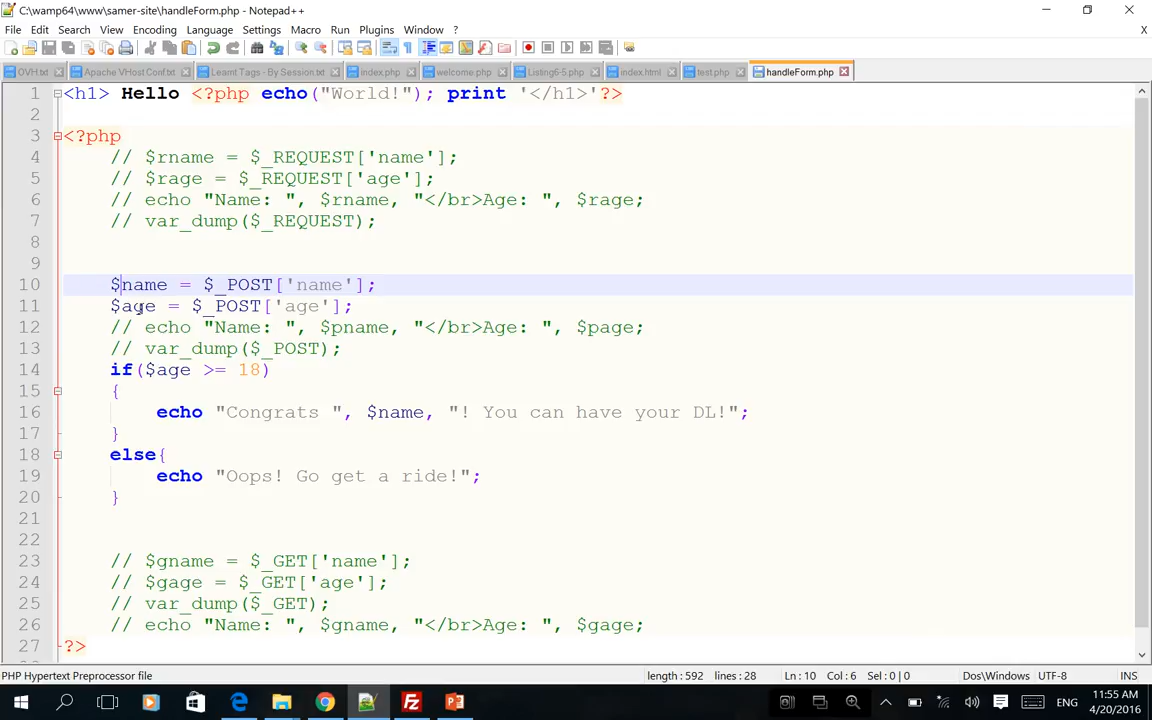 C:\wamp64\www\samer-site\handleForm.php - Notepad++
File Edit Search View Encoding Language Settings Macro Run Plugins Window ? X
OVH.txt Apache VHost Conf.txt Learnt Tags - By Session.txt index.php welcome.php Listing6-5.php index.html test.php handleForm.php
1 <h1> Hello <?php echo("World!"); print '</h1>'?>
2
3 <?php
4 // $rname = $_REQUEST['name'];
5 // $rage = $_REQUEST['age'];
6 // echo "Name: ", $rname, "</br>Age: ", $rage;
7 // var_dump($_REQUEST);
8
9
10 $name = $_POST['name'];
11 $age = $_POST['age'];
12 // echo "Name: ", $pname, "</br>Age: ", $page;
13 // var_dump($_POST);
14 if($age >= 18)
15 {
16 echo "Congrats ", $name, "! You can have your DL!";
17 }
18 else{
19 echo "Oops! Go get a ride!";
20 }
21
22
23 // $gname = $_GET['name'];
24 // $gage = $_GET['age'];
25 // var_dump($_GET);
26 // echo "Name: ", $gname, "</br>Age: ", $gage;
27 ?>
PHP Hypertext Preprocessor file length : 592 lines : 28 Ln : 10 Col : 6 Sel : 0 | 0 Dos\Windows UTF-8 INS
ENG 11:55 AM
4/20/2016